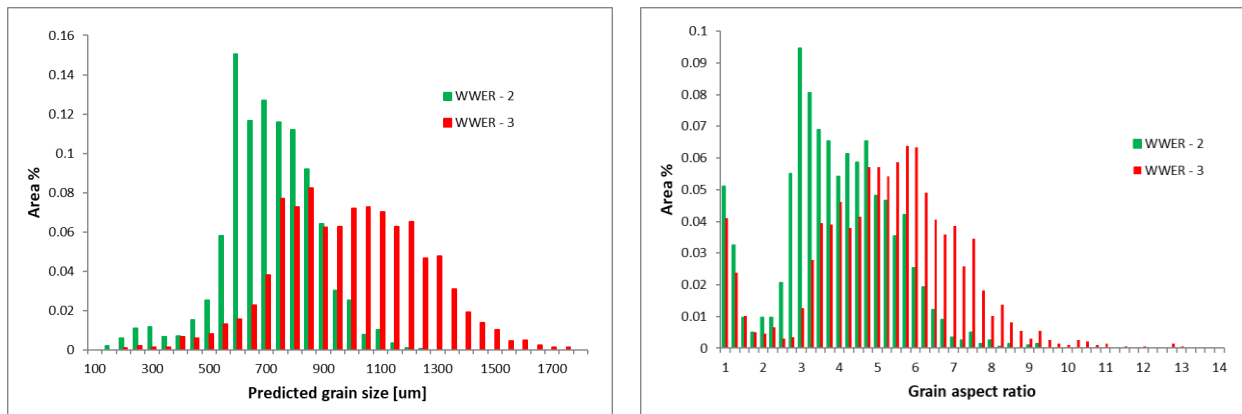 0.16
0.14
0.12
0.1
0.08
0.06
0.04
0.02
0
Area %
WWER - 2
WWER - 3
100 300 500 700 900 1100 1300 1500 1700
Predicted grain size [um]
0.1
0.09
0.08
0.07
0.06
0.05
0.04
0.03
0.02
0.01
0
Area %
WWER - 2
WWER - 3
1 2 3 4 5 6 7 8 9 10 11 12 13 14
Grain aspect ratio